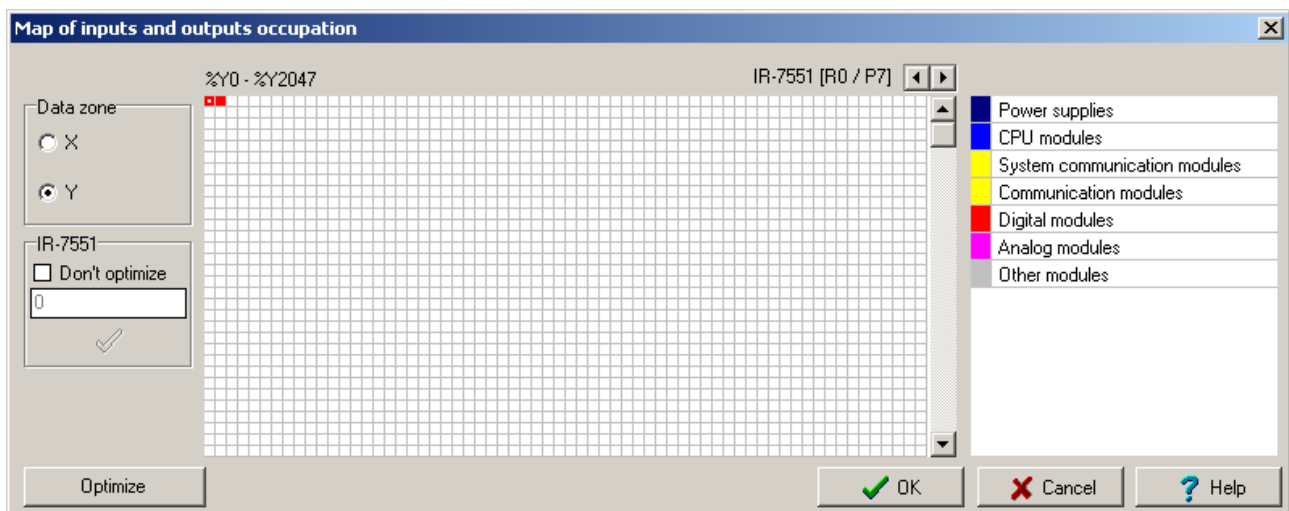 Map of inputs and outputs occupation
%Y0 - %Y2047
IR-7551 [R0 / P7]
Data zone
X
Y
IR-7551
Don't optimize
0
Power supplies
CPU modules
System communication modules
Communication modules
Digital modules
Analog modules
Other modules
Optimize
OK
Cancel
Help